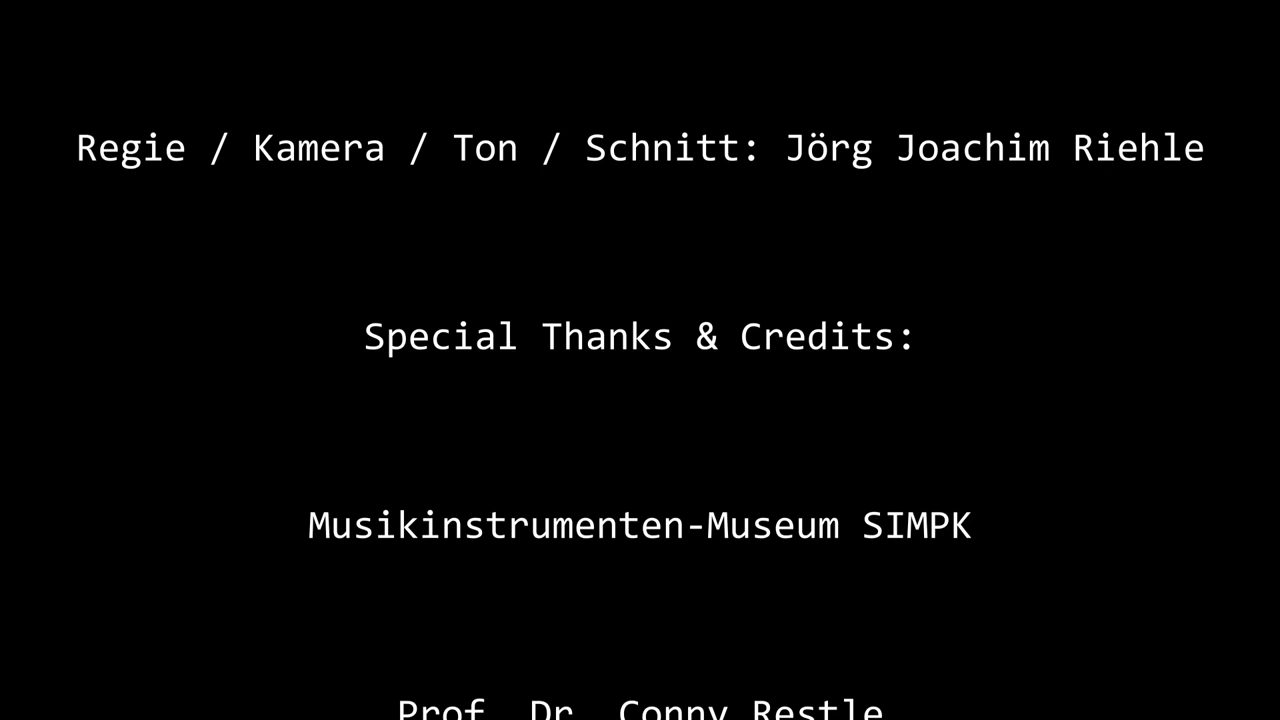 Regie / Kamera / Ton / Schnitt: Jörg Joachim Riehle
Special Thanks & Credits:
Musikinstrumenten-Museum SIMPK
Prof. Dr. Conny Restle